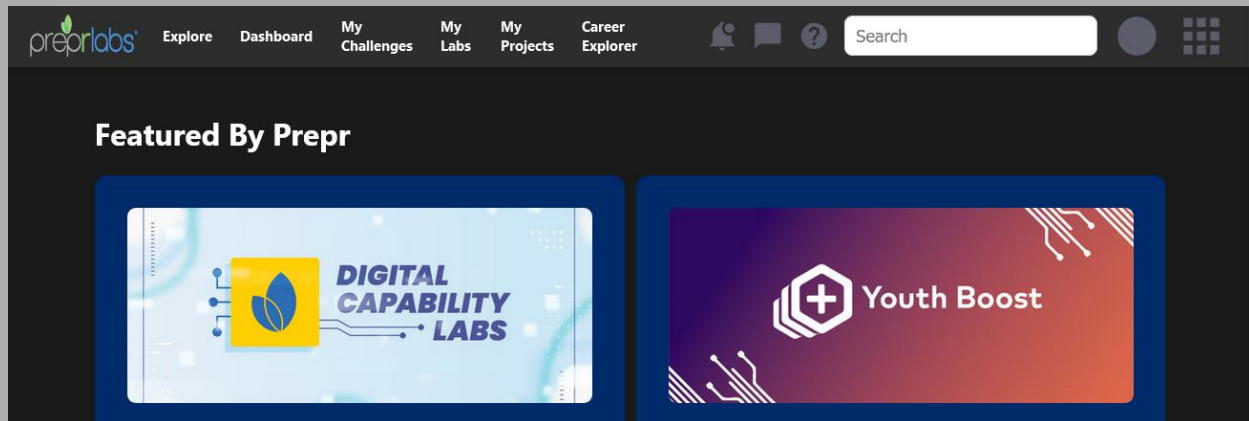 preprlabs
Explore
Dashboard
My
Challenges
My
Labs
My
Projects
Career
Explorer
?
Search
Featured By Prepr
DIGITAL
CAPABILITY
LABS
Youth Boost